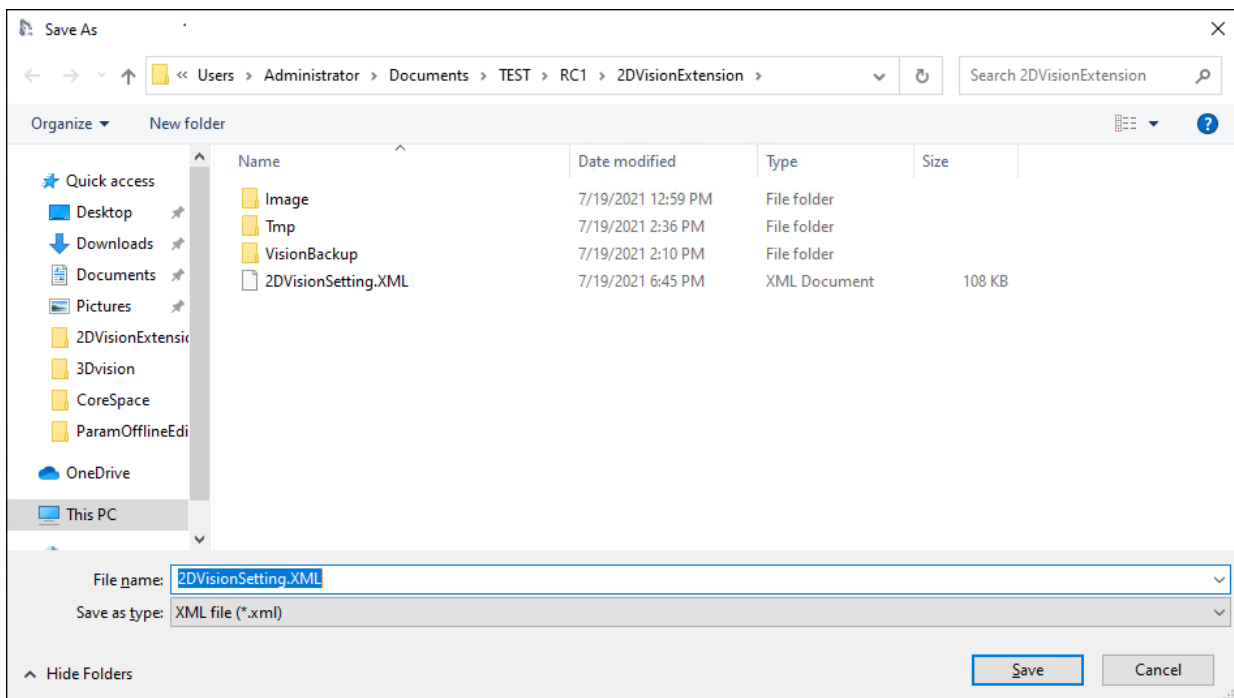 Save As
« Users > Administrator > Documents > TEST > RC1 > 2DVisionExtension >
Search 2DVisionExtension
Organize
New folder
Name
Date modified
Type
Size
Quick access
Desktop
Downloads
Documents
Pictures
2DVisionExtensic
3Dvision
CoreSpace
ParamOfflineEdi
OneDrive
This PC
Image 7/19/2021 12:59 PM File folder
Tmp 7/19/2021 2:36 PM File folder
VisionBackup 7/19/2021 2:10 PM File folder
2DVisionSetting.XML 7/19/2021 6:45 PM XML Document 108 KB
File name: 2DVisionSetting.XML
Save as type: XML file (*.xml)
Hide Folders
Save
Cancel